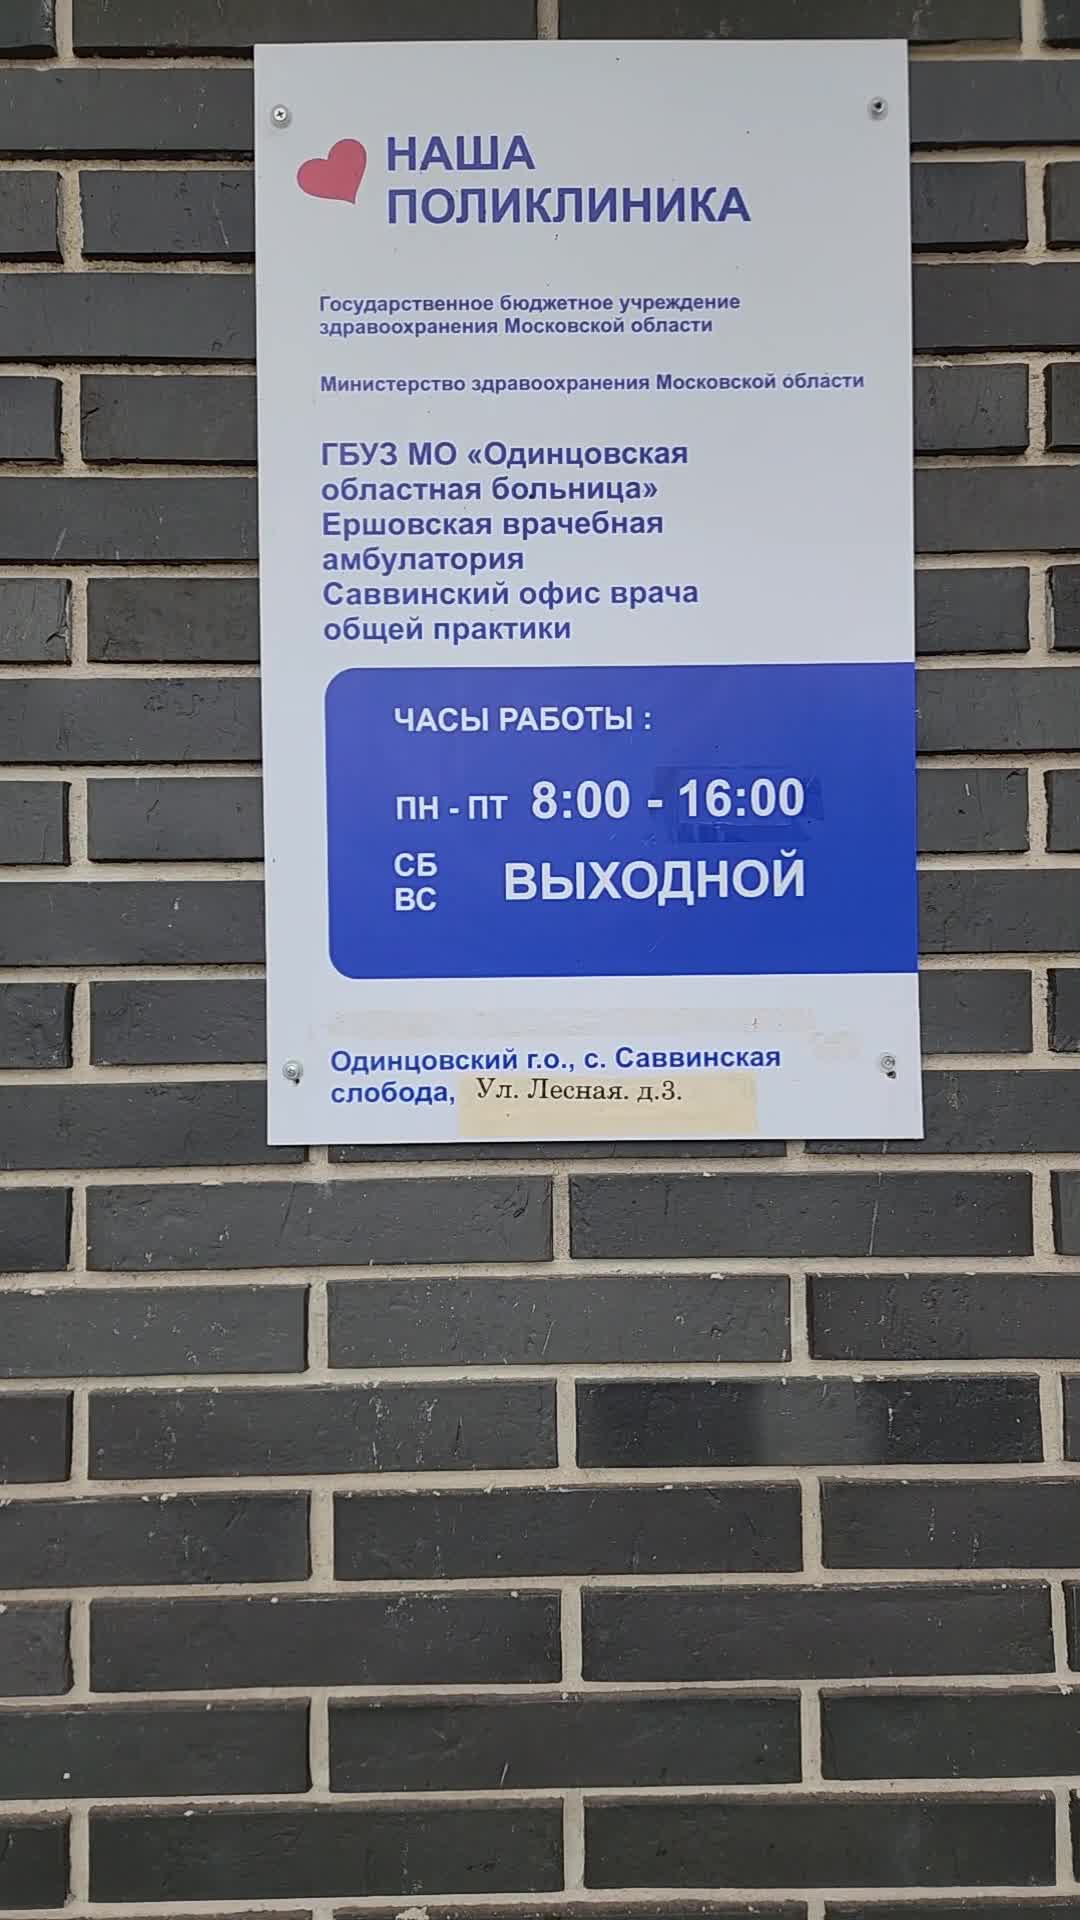 НАША
ПОЛИКЛИНИКА
Государственное бюджетное учреждение
здравоохранения Московской области
Министерство здравоохранения Московской области
ГБУЗ МО «Одинцовская
областная больница»
Ершовская врачебная
амбулатория
Саввинский офис врача
общей практики
ЧАСЫ РАБОТЫ :
ПН - ПТ 8:00 - 16:00
СБ
ВС ВЫХОДНОЙ
Одинцовский г.о., с. Саввинская
слобода, Ул. Лесная. д.3.